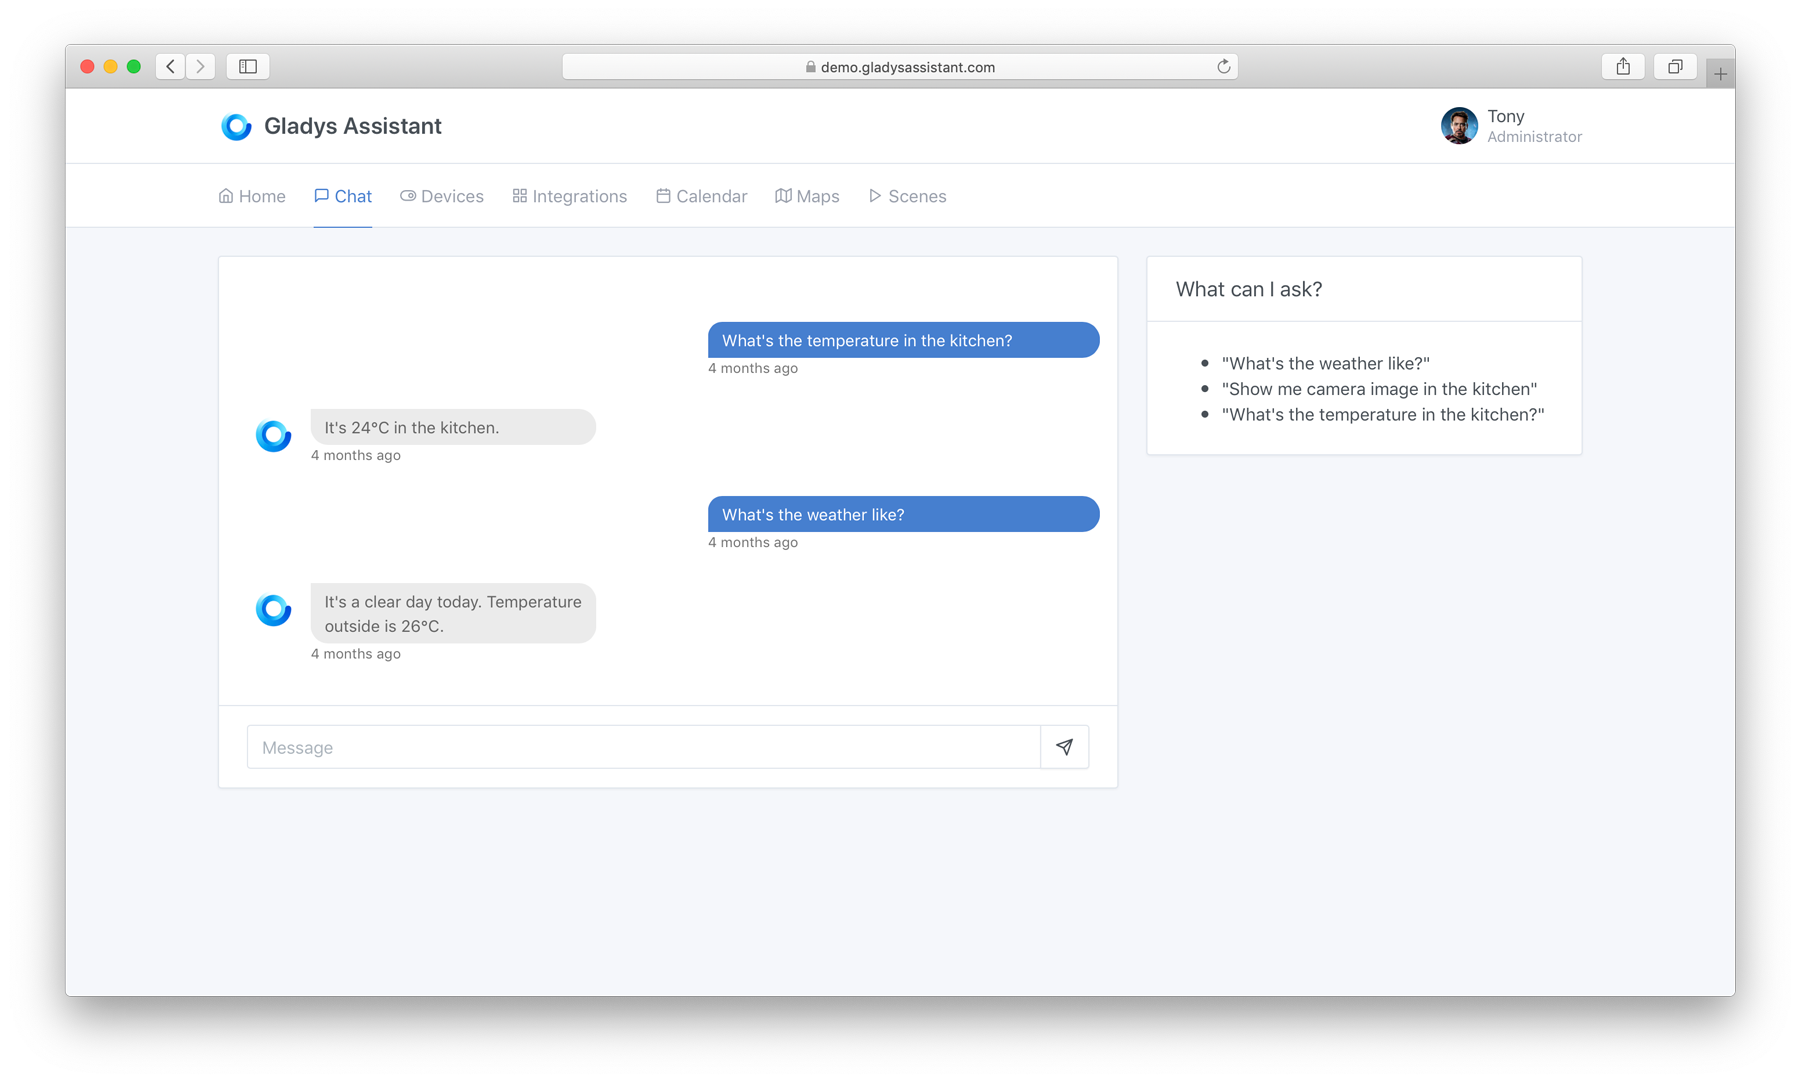 demo.gladysassistant.com
Gladys Assistant
Tony
Administrator
Home Chat Devices Integrations Calendar Maps Scenes
What's the temperature in the kitchen?
4 months ago
It's 24°C in the kitchen.
4 months ago
What's the weather like?
4 months ago
It's a clear day today. Temperature
outside is 26°C.
4 months ago
Message
What can I ask?
"What's the weather like?"
"Show me camera image in the kitchen"
"What's the temperature in the kitchen?"